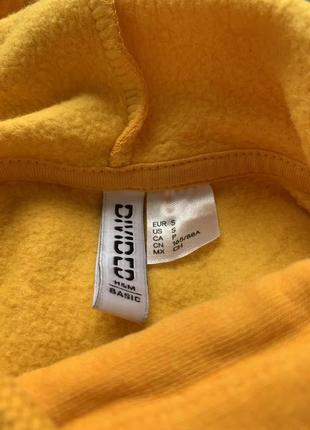 DIVIDED
H&M
BASIC
EUR S
US S
CA P
CN 165/88A
MX CH